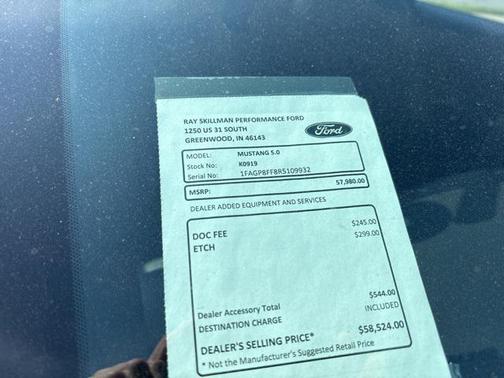 RAY SKILLMAN PERFORMANCE FORD
1250 US 31 SOUTH
GREENWOOD, IN 46143
Ford
MODEL: MUSTANG 5.0
Stock No: K0919
Serial No: 1FAGP8FF8R5109932
MSRP: 57,980.00
DEALER ADDED EQUIPMENT AND SERVICES
DOC FEE $245.00
ETCH $299.00
Dealer Accessory Total $544.00
DESTINATION CHARGE INCLUDED
DEALER'S SELLING PRICE* $58,524.00
* Not the Manufacturer's Suggested Retail Price